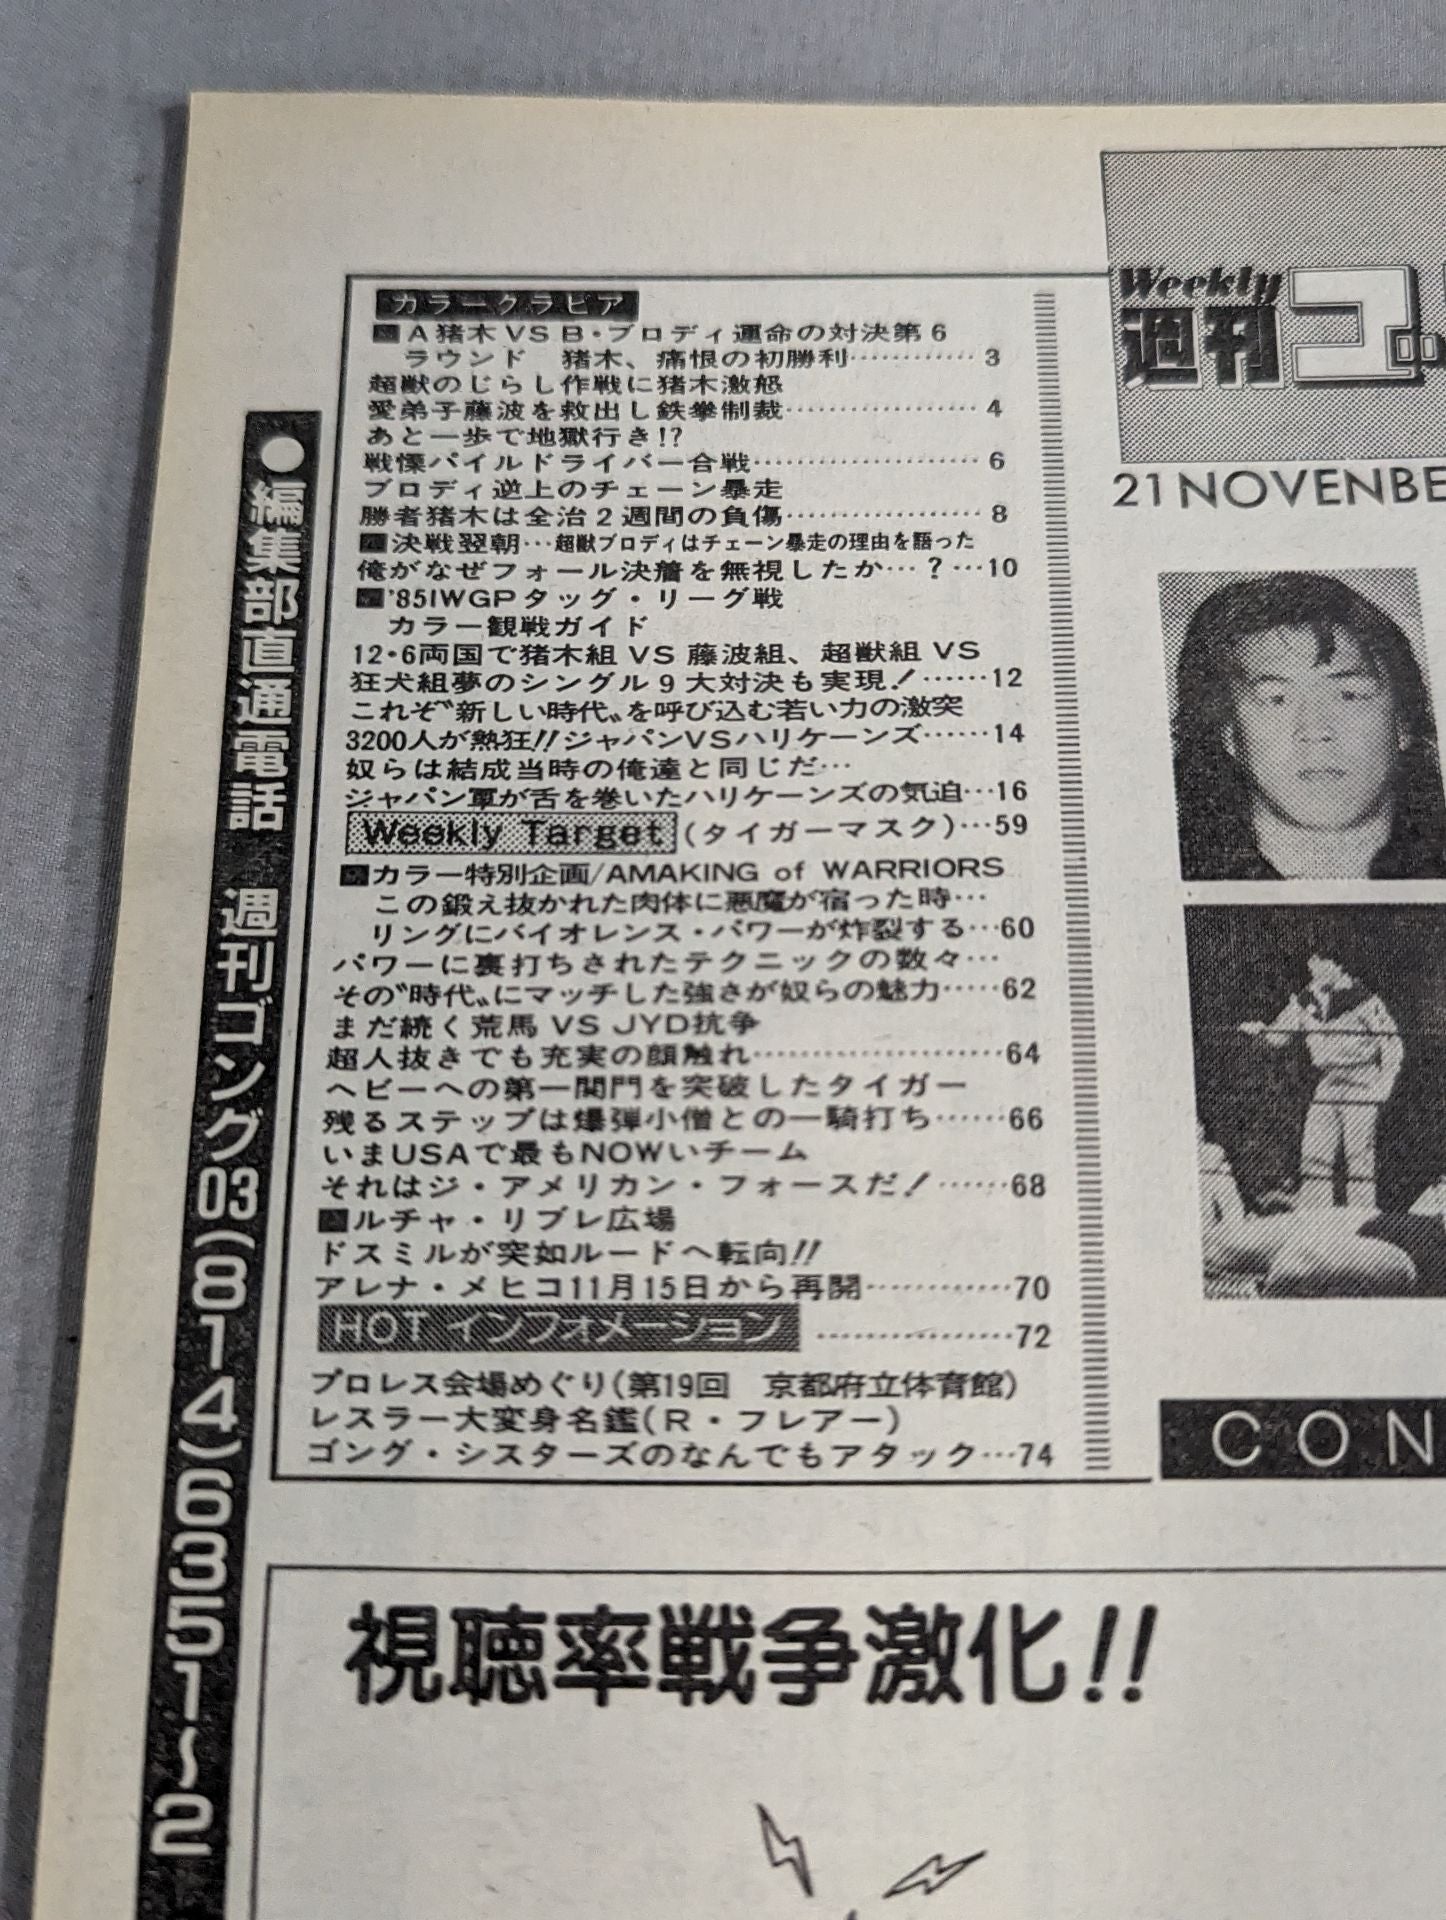 カラーグラビア
A猪木VSB・ブロディ運命の対決第6
ラウンド　猪木、痛恨の初勝利…………3
超獣のじらし作戦に猪木激怒
愛弟子藤波を救出し鉄拳制裁………………4
あと一歩で地獄行き!?
戦慄パイルドライバー合戦…………………6
ブロディ逆上のチェーン暴走
勝者猪木は全治2週間の負傷………………8
決戦翌朝…超獣ブロディはチェーン暴走の理由を語った
俺がなぜフォール決着を無視したか…？…10
'85IWGPタッグ・リーグ戦
カラー観戦ガイド
12・6両国で猪木組VS藤波組、超獣組VS
狂犬組夢のシングル9大対決も実現！……12
これぞ〝新しい時代〟を呼び込む若い力の激突
3200人が熱狂!!ジャパンVSハリケーンズ……14
奴らは結成当時の俺達と同じだ…
ジャパン軍が舌を巻いたハリケーンズの気迫…16
Weekly Target(タイガーマスク)…59
カラー特別企画/AMAKING of WARRIORS
この鍛え抜かれた肉体に悪魔が宿った時…
リングにバイオレンス・パワーが炸裂する…60
パワーに裏打ちされたテクニックの数々…
その〝時代〟にマッチした強さが奴らの魅力……62
まだ続く荒馬VS JYD抗争
超人抜きでも充実の顔触れ……………………64
ヘビーへの第一関門を突破したタイガー
残るステップは爆弾小僧との一騎打ち……66
いまUSAで最もNOWいチーム
それはジ・アメリカン・フォースだ！……68
ルチャ・リブレ広場
ドスミルが突如ルードへ転向!!
アレナ・メヒコ11月15日から再開…………70
HOT インフォメーション ………………72
プロレス会場めぐり(第19回　京都府立体育館)
レスラー大変身名鑑(R・フレアー)
ゴング・シスターズのなんでもアタック…74
●編集部直通電話 週刊ゴング03(814)6351〜2
Weekly
週刊ゴ
21 NOVENBE
CON
視聴率戦争激化!!